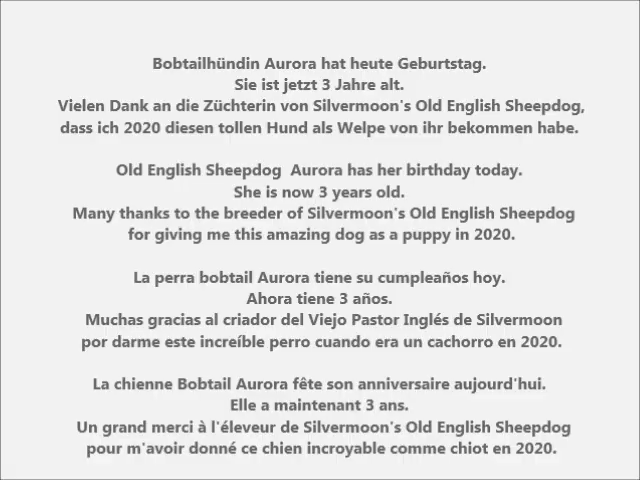 Bobtailhündin Aurora hat heute Geburtstag.
Sie ist jetzt 3 Jahre alt.
Vielen Dank an die Züchterin von Silvermoon's Old English Sheepdog,
dass ich 2020 diesen tollen Hund als Welpe von ihr bekommen habe.
Old English Sheepdog Aurora has her birthday today.
She is now 3 years old.
Many thanks to the breeder of Silvermoon's Old English Sheepdog
for giving me this amazing dog as a puppy in 2020.
La perra bobtail Aurora tiene su cumpleaños hoy.
Ahora tiene 3 años.
Muchas gracias al criador del Viejo Pastor Inglés de Silvermoon
por darme este increíble perro cuando era un cachorro en 2020.
La chienne Bobtail Aurora fête son anniversaire aujourd'hui.
Elle a maintenant 3 ans.
Un grand merci à l'éleveur de Silvermoon's Old English Sheepdog
pour m'avoir donné ce chien incroyable comme chiot en 2020.